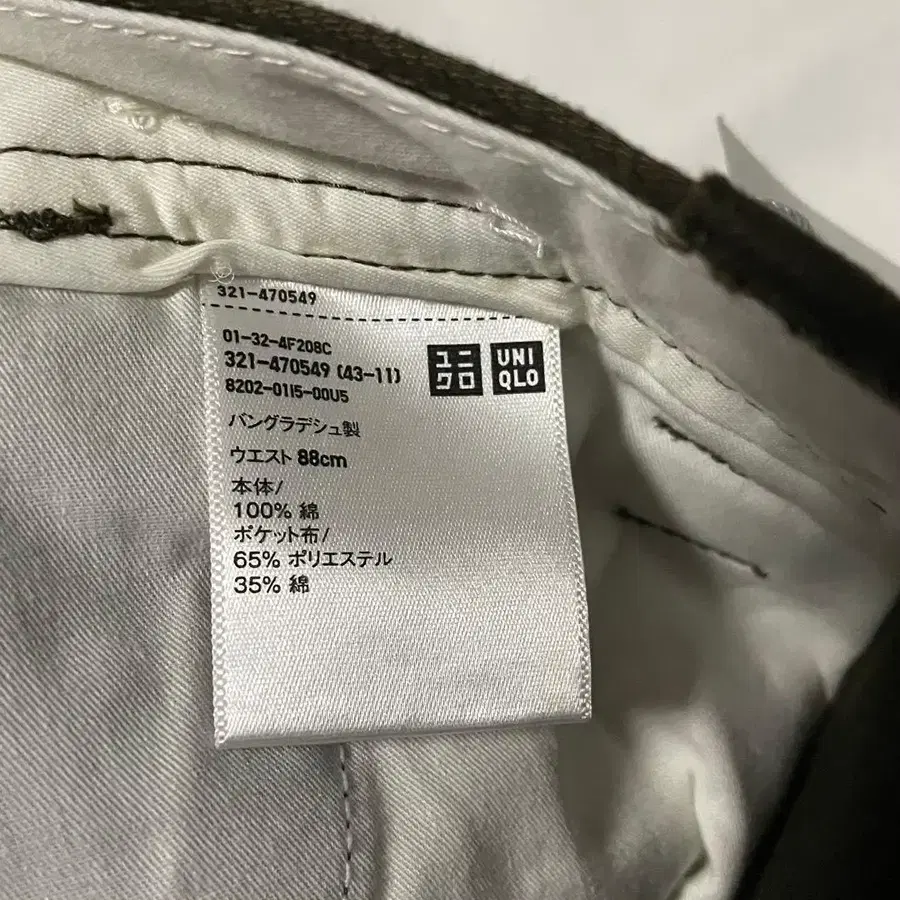 321-470549
01-32-4F208C
321-470549 (43-11)
8202-0115-00U5
ユニ
クロ
UNI
QLO
バングラデシュ製
ウエスト 88cm
本体/
100% 綿
ポケット布/
65% ポリエステル
35% 綿